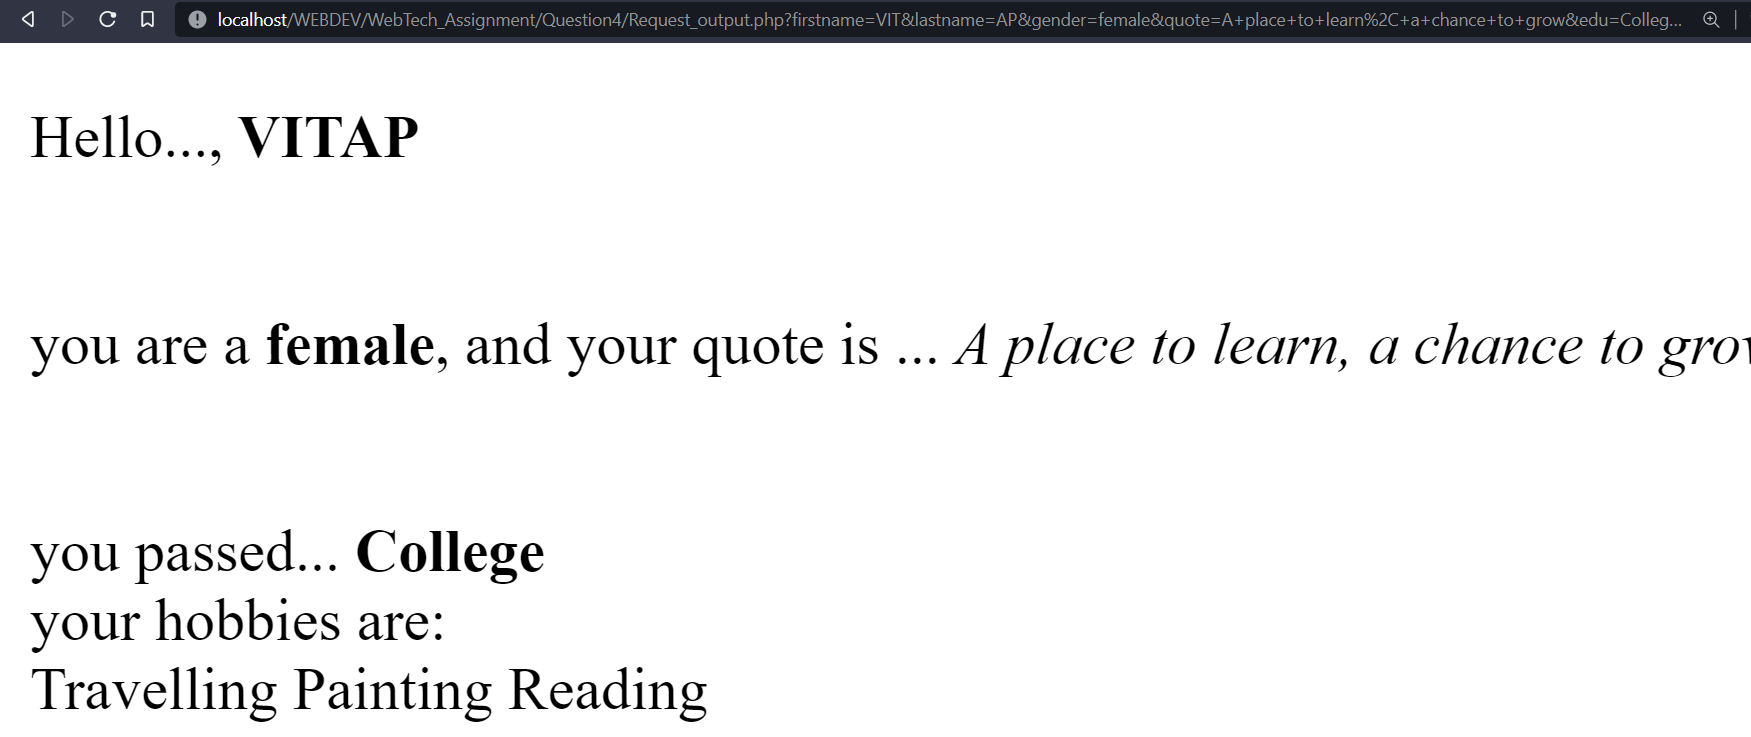 localhost/WEBDEV/WebTech_Assignment/Question4/Request_output.php?firstname=VIT&lastname=AP&gender=female&quote=A+place+to+learn%2C+a+chance+to+grow&edu=Colleg...
Hello..., VITAP
you are a female, and your quote is ... A place to learn, a chance to
you passed... College
your hobbies are:
Travelling Painting Reading